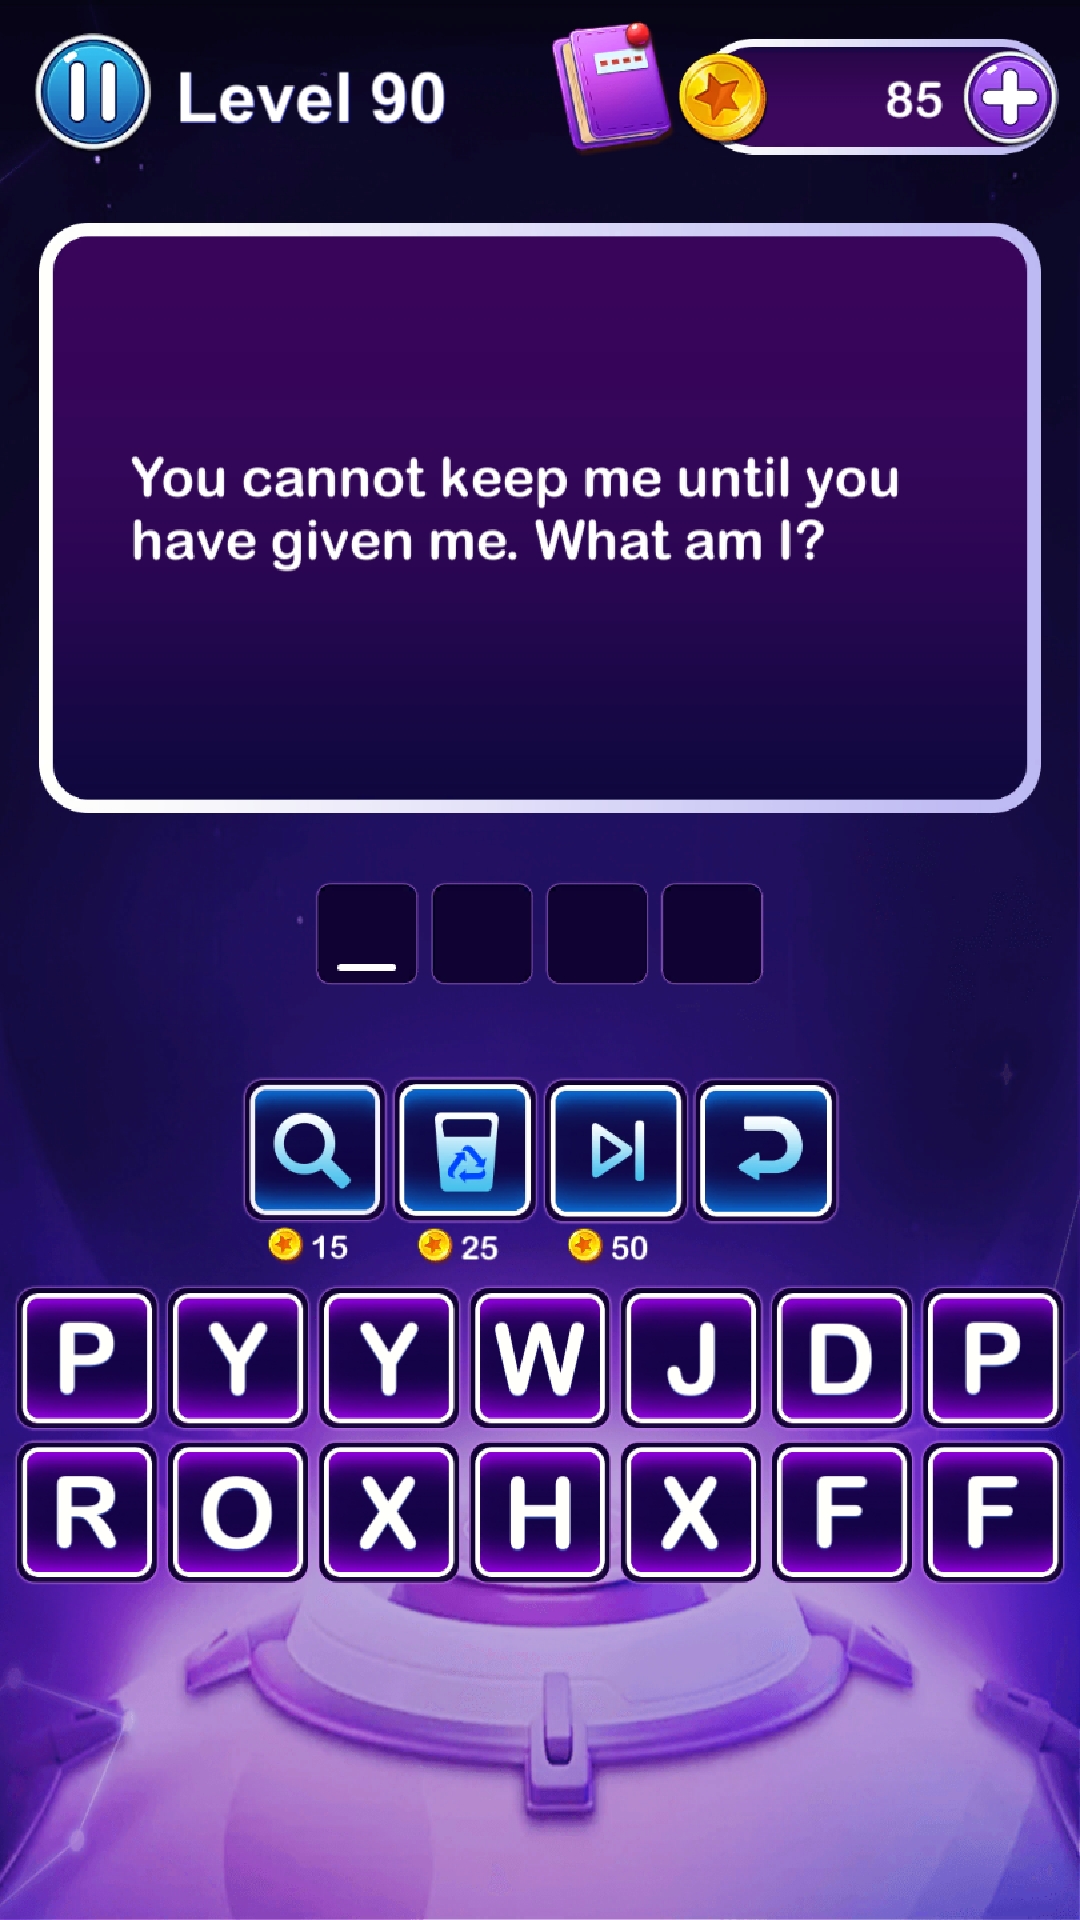 Level 90
85
You cannot keep me until you
have given me. What am I?
15 25 50
P Y Y W J D P
R O X H X F F